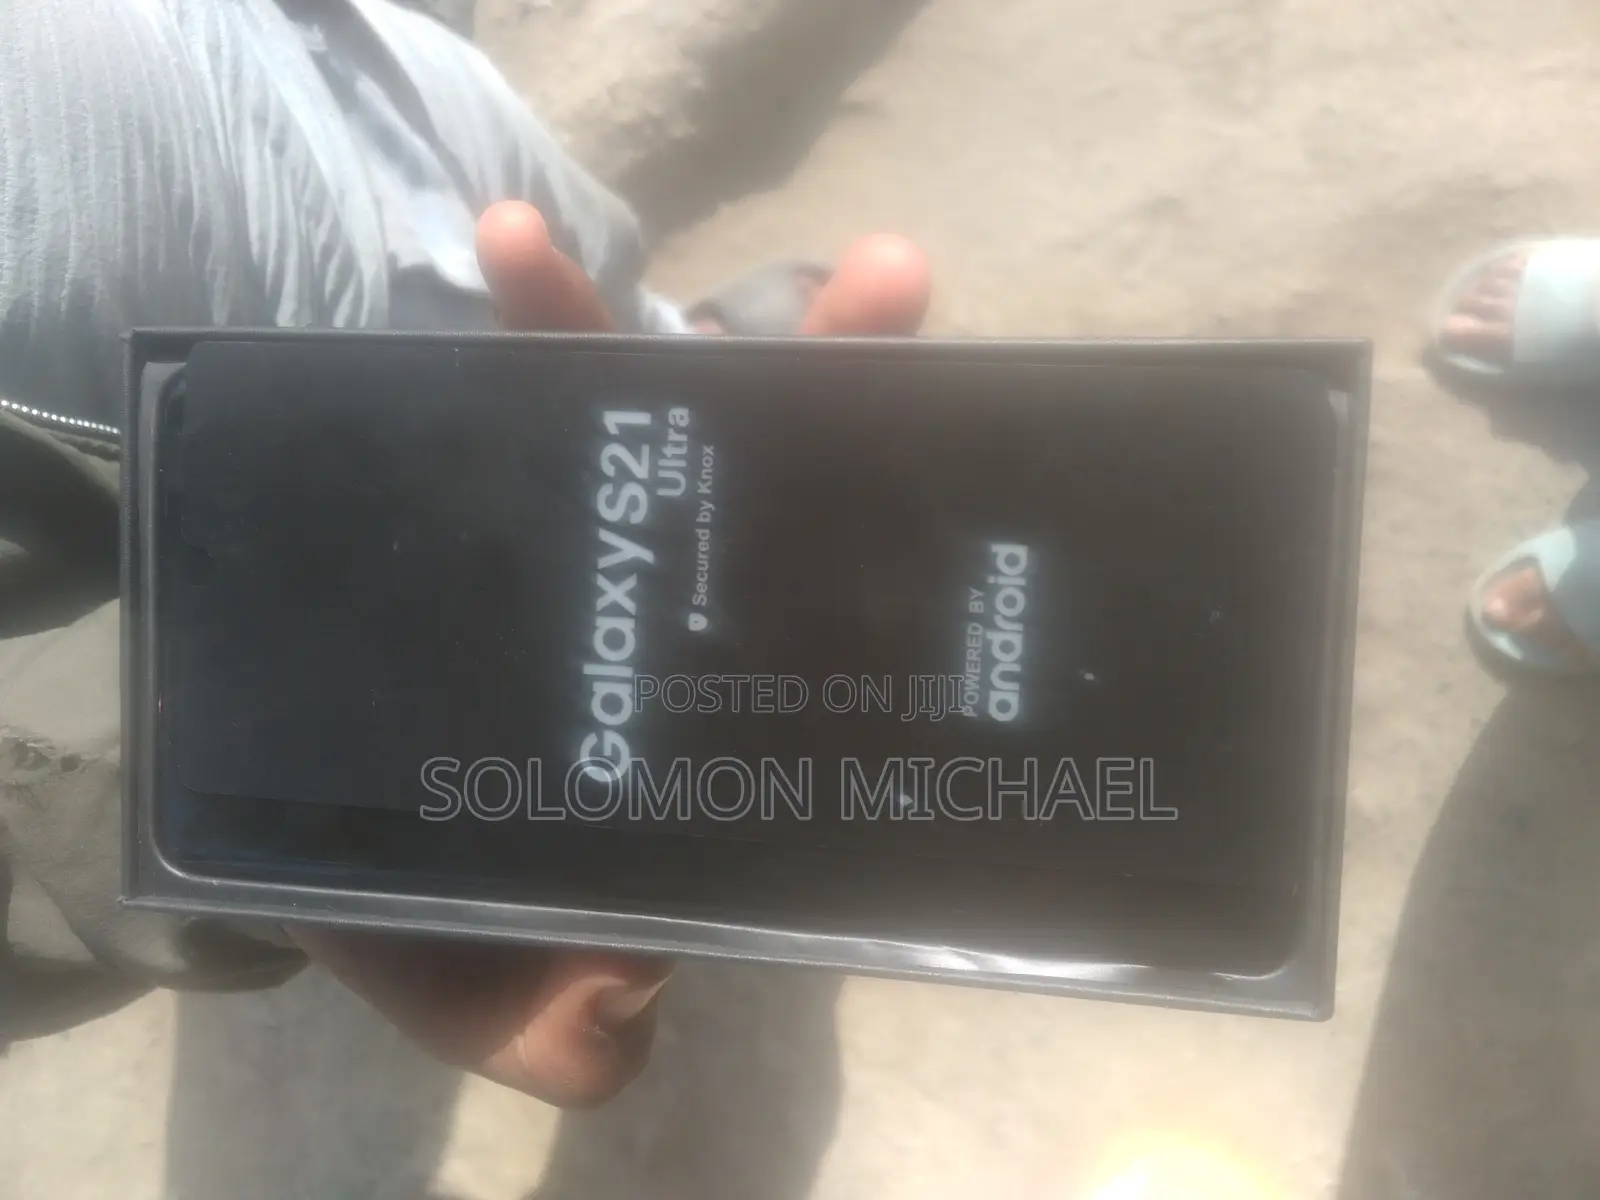 Galaxy S21
Ultra
Secured by Knox
POWERED BY
android
POSTED ON JIJI
SOLOMON MICHAEL